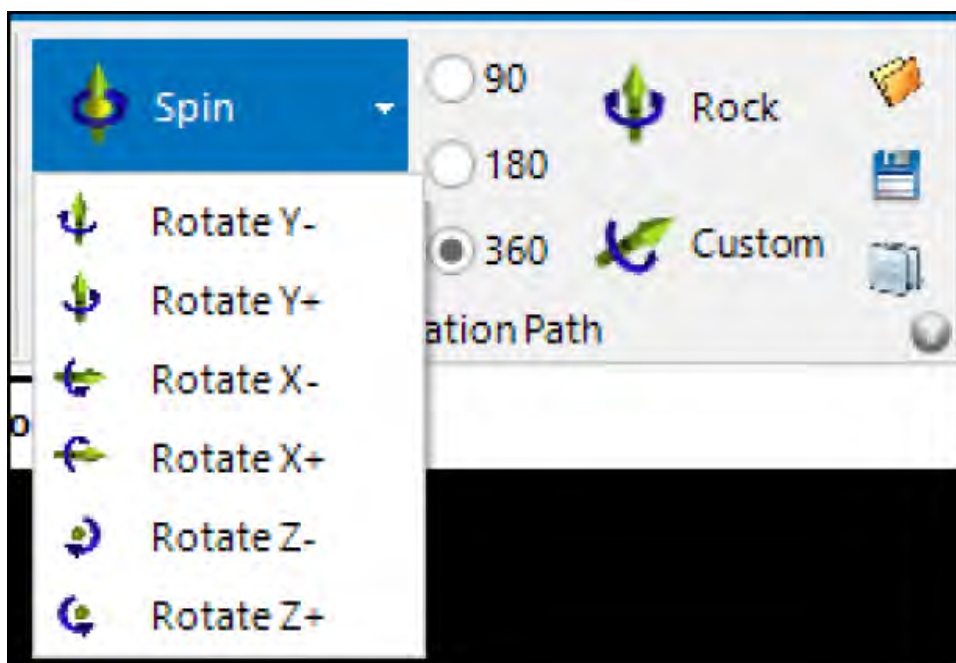 Spin
90
180
360
Rock
Custom
ation Path
Rotate Y-
Rotate Y+
Rotate X-
Rotate X+
Rotate Z-
Rotate Z+
o